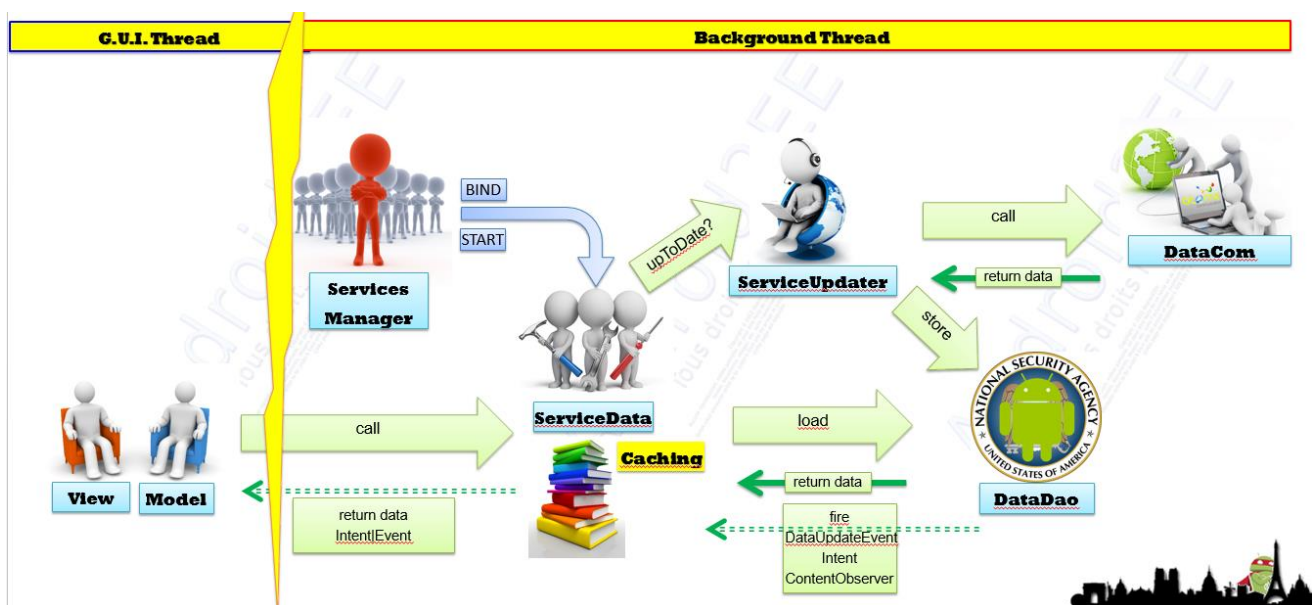 G.U.I. Thread
Background Thread
BIND
START
Services
Manager
upToDate?
ServiceUpdater
call
return data
DataCom
store
ServiceData
Caching
call
load
NATIONAL SECURITY AGENCY
UNITED STATES OF AMERICA
View
Model
return data
Intent|Event
return data
fire
DataUpdateEvent
Intent
ContentObserver
DataDao